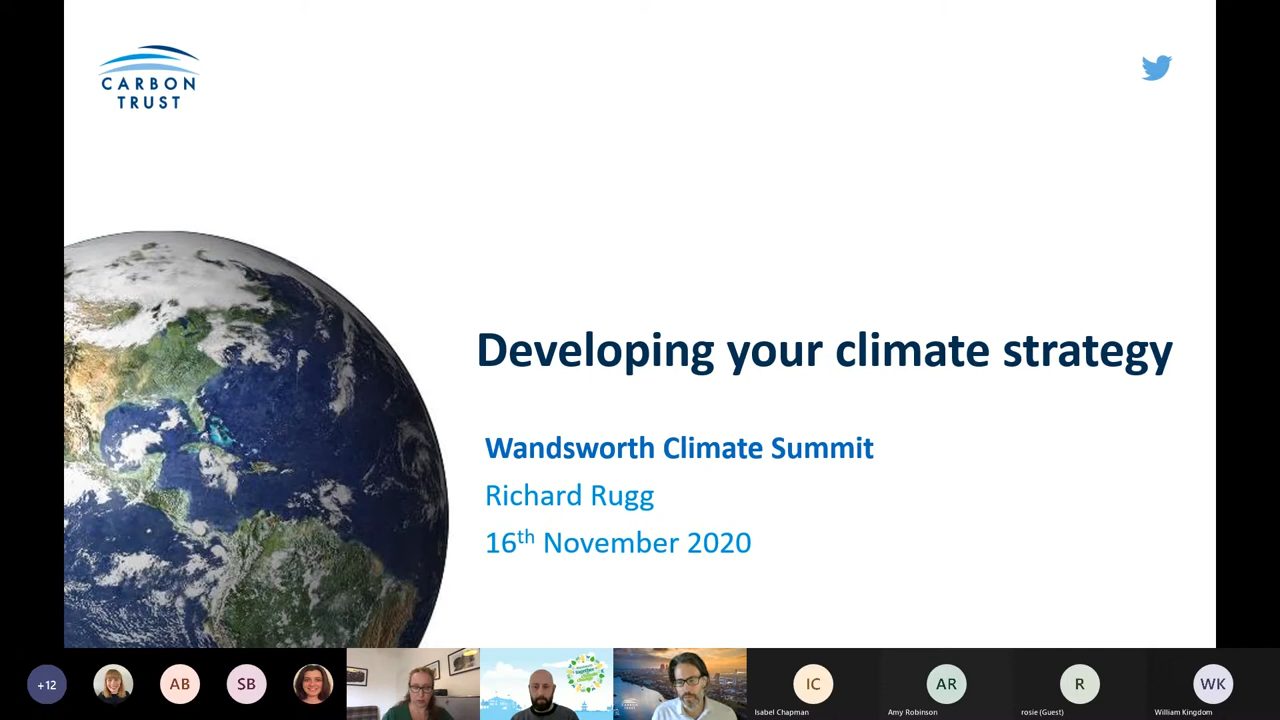 CARBON
TRUST
Developing your climate strategy
Wandsworth Climate Summit
Richard Rugg
16th November 2020
+12
AB
SB
IC
Isabel Chapman
AR
Amy Robinson
R
rosie (Guest)
WK
William Kingdom